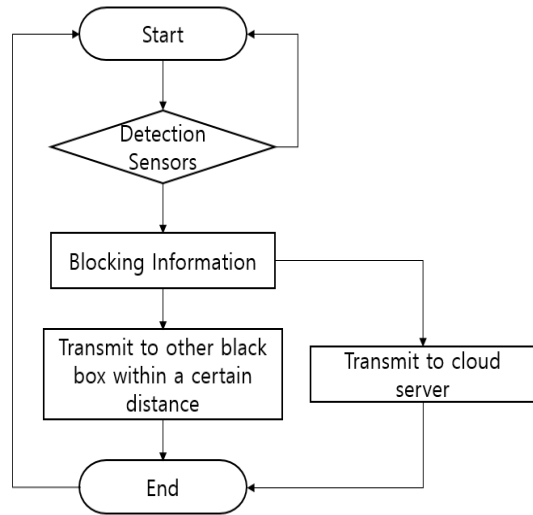 Start
Detection
Sensors
Blocking Information
Transmit to other black
box within a certain
distance
Transmit to cloud
server
End